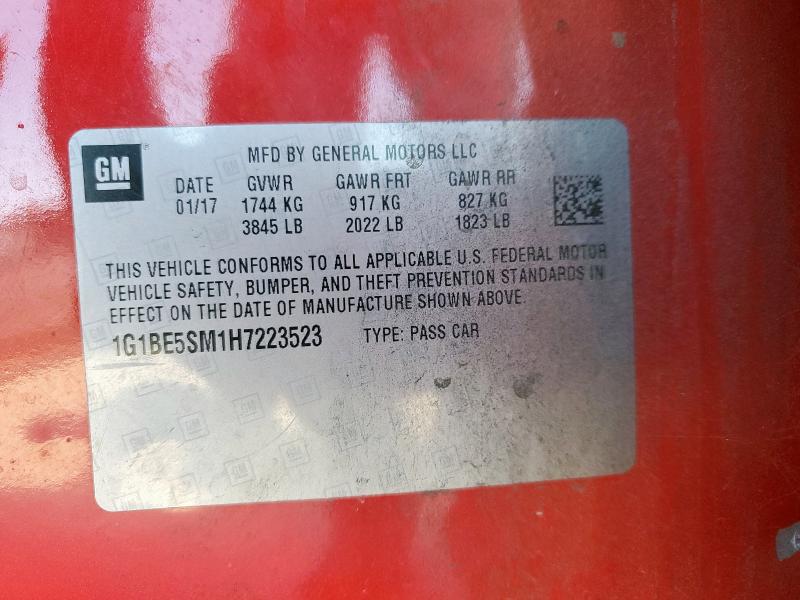 GM
MFD BY GENERAL MOTORS LLC
DATE GVWR GAWR FRT GAWR RR
01/17 1744 KG 917 KG 827 KG
3845 LB 2022 LB 1823 LB
THIS VEHICLE CONFORMS TO ALL APPLICABLE U.S. FEDERAL MOTOR
VEHICLE SAFETY, BUMPER, AND THEFT PREVENTION STANDARDS IN
EFFECT ON THE DATE OF MANUFACTURE SHOWN ABOVE.
1G1BE5SM1H7223523 TYPE: PASS CAR